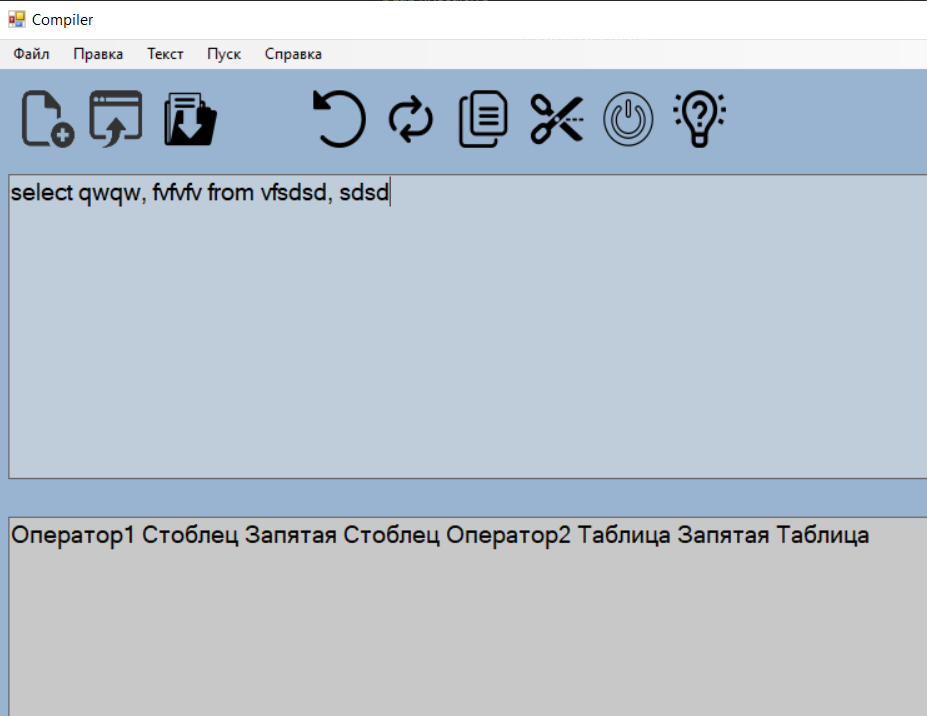 Compiler
Файл Правка Текст Пуск Справка
select qwqw, fvfvfv from vfsdsd, sdsd
Оператор1 Стоблец Запятая Стоблец Оператор2 Таблица Запятая Таблица